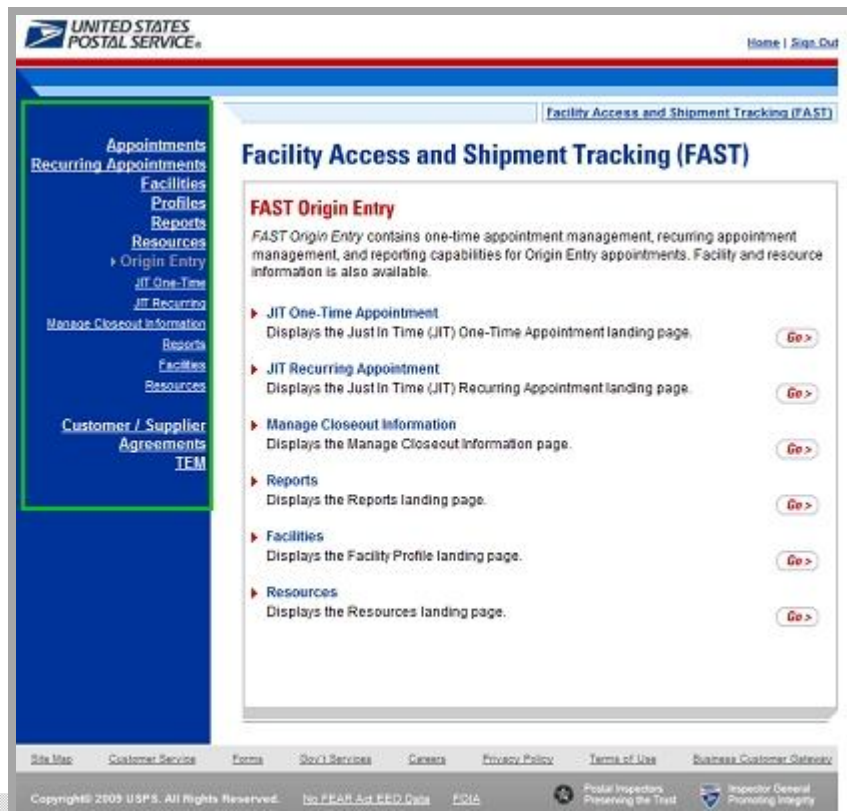 UNITED STATES
POSTAL SERVICE®
Home | Sign Out
Facility Access and Shipment Tracking (FAST)
Appointments
Recurring Appointments
Facilities
Profiles
Reports
Resources
Origin Entry
JIT One-Time
JIT Recurring
Manage Closeout Information
Reports
Facilities
Resources
Customer / Supplier
Agreements
TEM
Facility Access and Shipment Tracking (FAST)
FAST Origin Entry
FAST Origin Entry contains one-time appointment management, recurring appointment
management, and reporting capabilities for Origin Entry appointments. Facility and resource
information is also available.
JIT One-Time Appointment
Displays the Just In Time (JIT) One-Time Appointment landing page.
Go >
JIT Recurring Appointment
Displays the Just In Time (JIT) Recurring Appointment landing page.
Go >
Manage Closeout Information
Displays the Manage Closeout Information page.
Go >
Reports
Displays the Reports landing page.
Go >
Facilities
Displays the Facility Profile landing page.
Go >
Resources
Displays the Resources landing page.
Go >
Site Map Customer Service Forms Gov't Services Careers Privacy Policy Terms of Use Business Customer Gateway
Copyright© 2009 USPS. All Rights Reserved. No FEAR Act EEO Data FOIA
Postal Inspectors
Preserving the Trust
Inspector General
Promoting Integrity